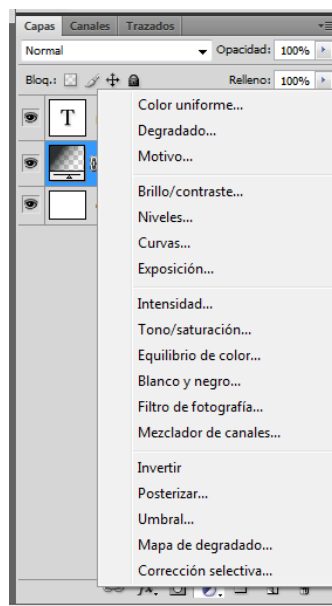 Capas Canales Trazados
Normal Opacidad: 100%
Bloq.: Relleno: 100%
T
Color uniforme...
Degradado...
Motivo...
Brillo/contraste...
Niveles...
Curvas...
Exposición...
Intensidad...
Tono/saturación...
Equilibrio de color...
Blanco y negro...
Filtro de fotografía...
Mezclador de canales...
Invertir
Posterizar...
Umbral...
Mapa de degradado...
Corrección selectiva...